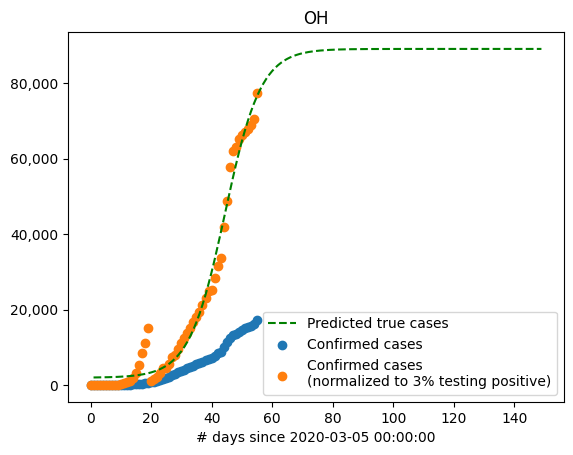 OH
80,000
60,000
40,000
20,000
0
Predicted true cases
Confirmed cases
Confirmed cases
(normalized to 3% testing positive)
0 20 40 60 80 100 120 140
# days since 2020-03-05 00:00:00